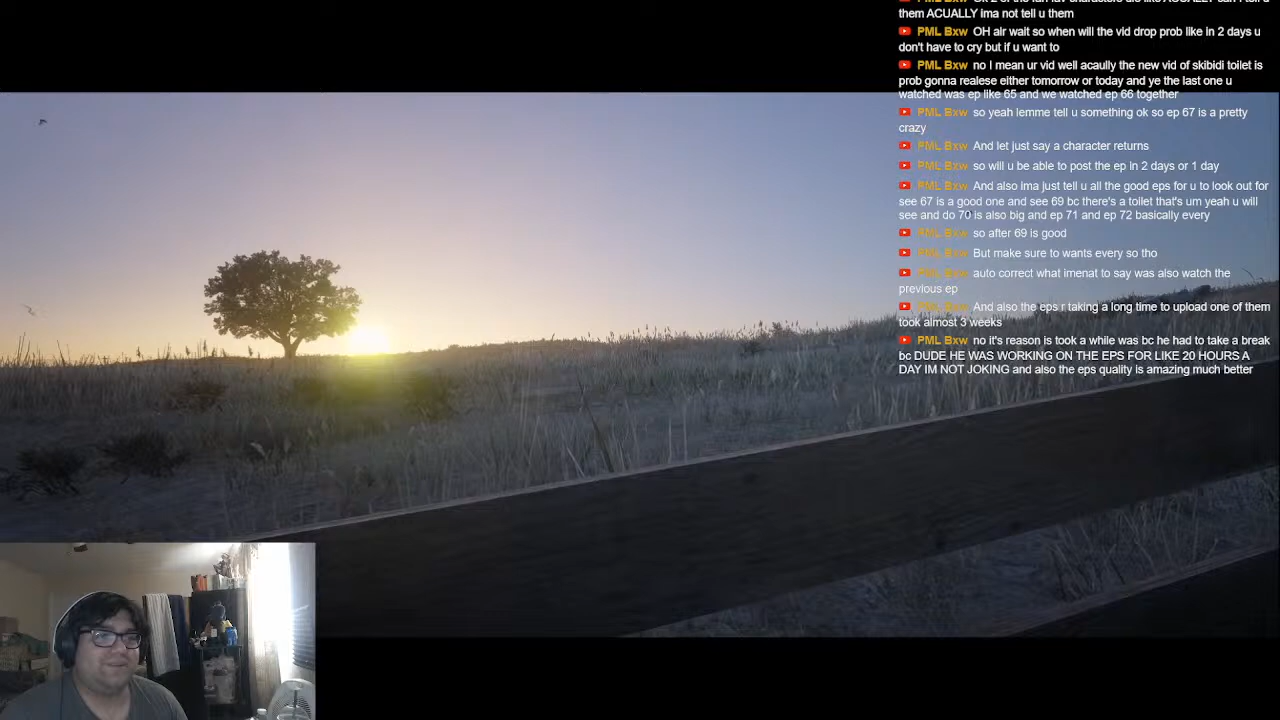 them ACUALLY ima not tell u them
PML Bxw OH alr wait so when will the vid drop prob like in 2 days u
don't have to cry but if u want to
PML Bxw no I mean ur vid well acaully the new vid of skibidi toilet is
prob gonna realese either tomorrow or today and ye the last one u
watched was ep like 65 and we watched ep 66 together
PML Bxw so yeah lemme tell u something ok so ep 67 is a pretty
crazy
PML Bxw And let just say a character returns
PML Bxw so will u be able to post the ep in 2 days or 1 day
PML Bxw And also ima just tell u all the good eps for u to look out for
see 67 is a good one and see 69 bc there's a toilet that's um yeah u will
see and do 70 is also big and ep 71 and ep 72 basically every
PML Bxw so after 69 is good
PML Bxw But make sure to wants every so tho
PML Bxw auto correct what imenat to say was also watch the
previous ep
PML Bxw And also the eps r taking a long time to upload one of them
took almost 3 weeks
PML Bxw no it's reason is took a while was bc he had to take a break
bc DUDE HE WAS WORKING ON THE EPS FOR LIKE 20 HOURS A
DAY IM NOT JOKING and also the eps quality is amazing much better